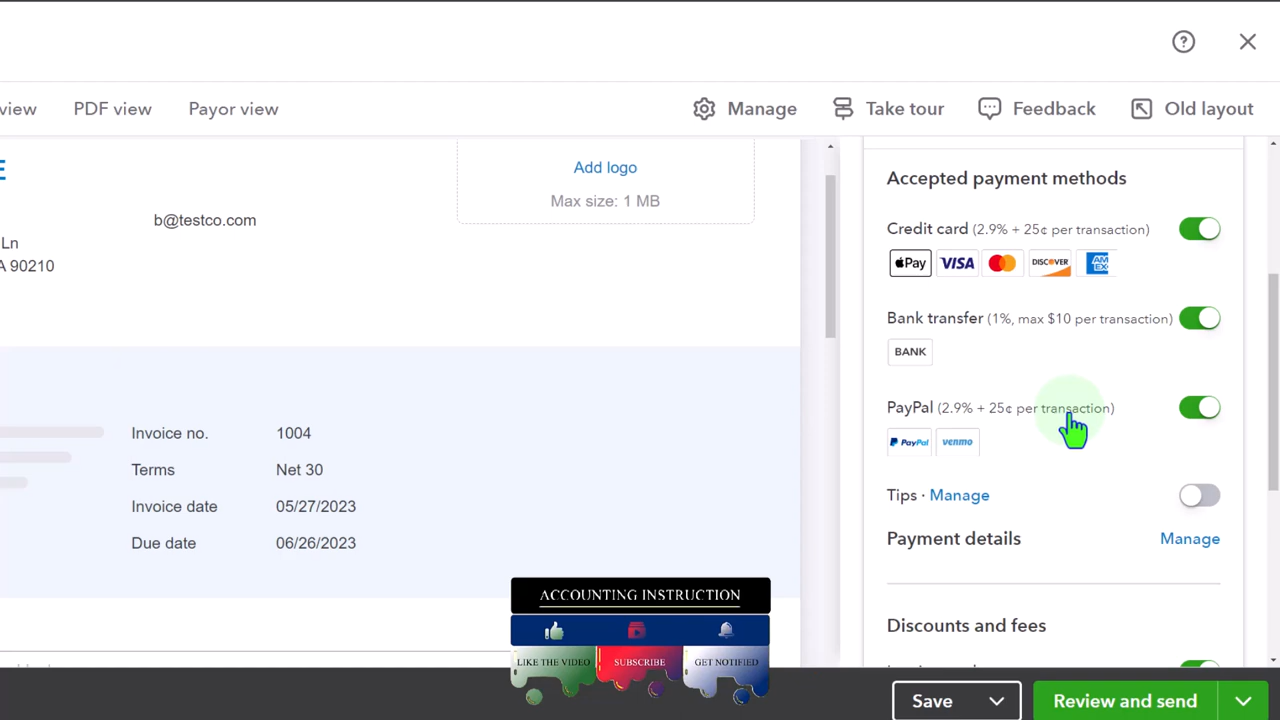 view
PDF view
Payor view
Manage
Take tour
Feedback
Old layout
E
b@testco.com
Ln
A 90210
Add logo
Max size: 1 MB
Invoice no. 1004
Terms Net 30
Invoice date 05/27/2023
Due date 06/26/2023
Accepted payment methods
Credit card (2.9% + 25¢ per transaction)
Pay VISA DISCOVER AM EX
Bank transfer (1%, max $10 per transaction)
BANK
PayPal (2.9% + 25¢ per transaction)
PayPal venmo
Tips · Manage
Payment details Manage
Discounts and fees
ACCOUNTING INSTRUCTION
LIKE THE VIDEO SUBSCRIBE GET NOTIFIED
Save
Review and send